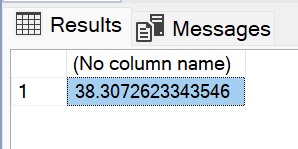 Results Messages
(No column name)
1 38.3072623343546